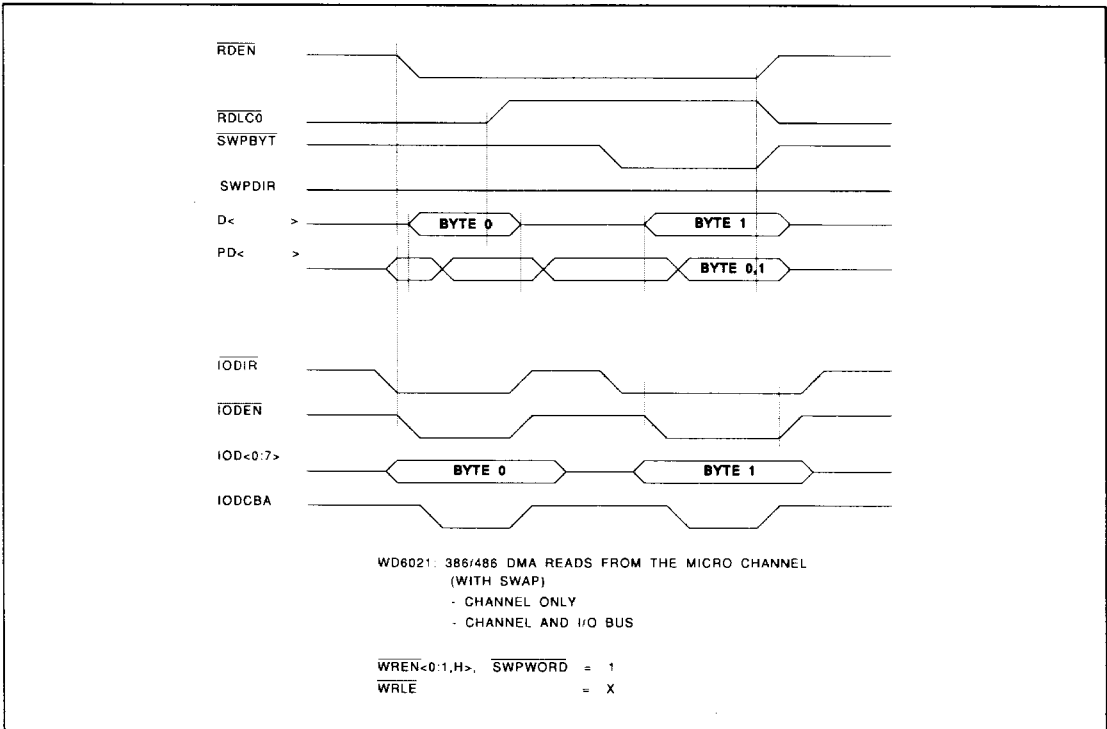 RDEN
RDLC0
SWPBYT
SWPDIR
D< >
BYTE 0
BYTE 1
PD< >
BYTE 0,1
IODIR
IODEN
IOD<0:7>
BYTE 0
BYTE 1
IODCBA
WD6021: 386/486 DMA READS FROM THE MICRO CHANNEL
(WITH SWAP)
- CHANNEL ONLY
- CHANNEL AND I/O BUS
WREN<0:1,H>, SWPWORD = 1
WRLE = X